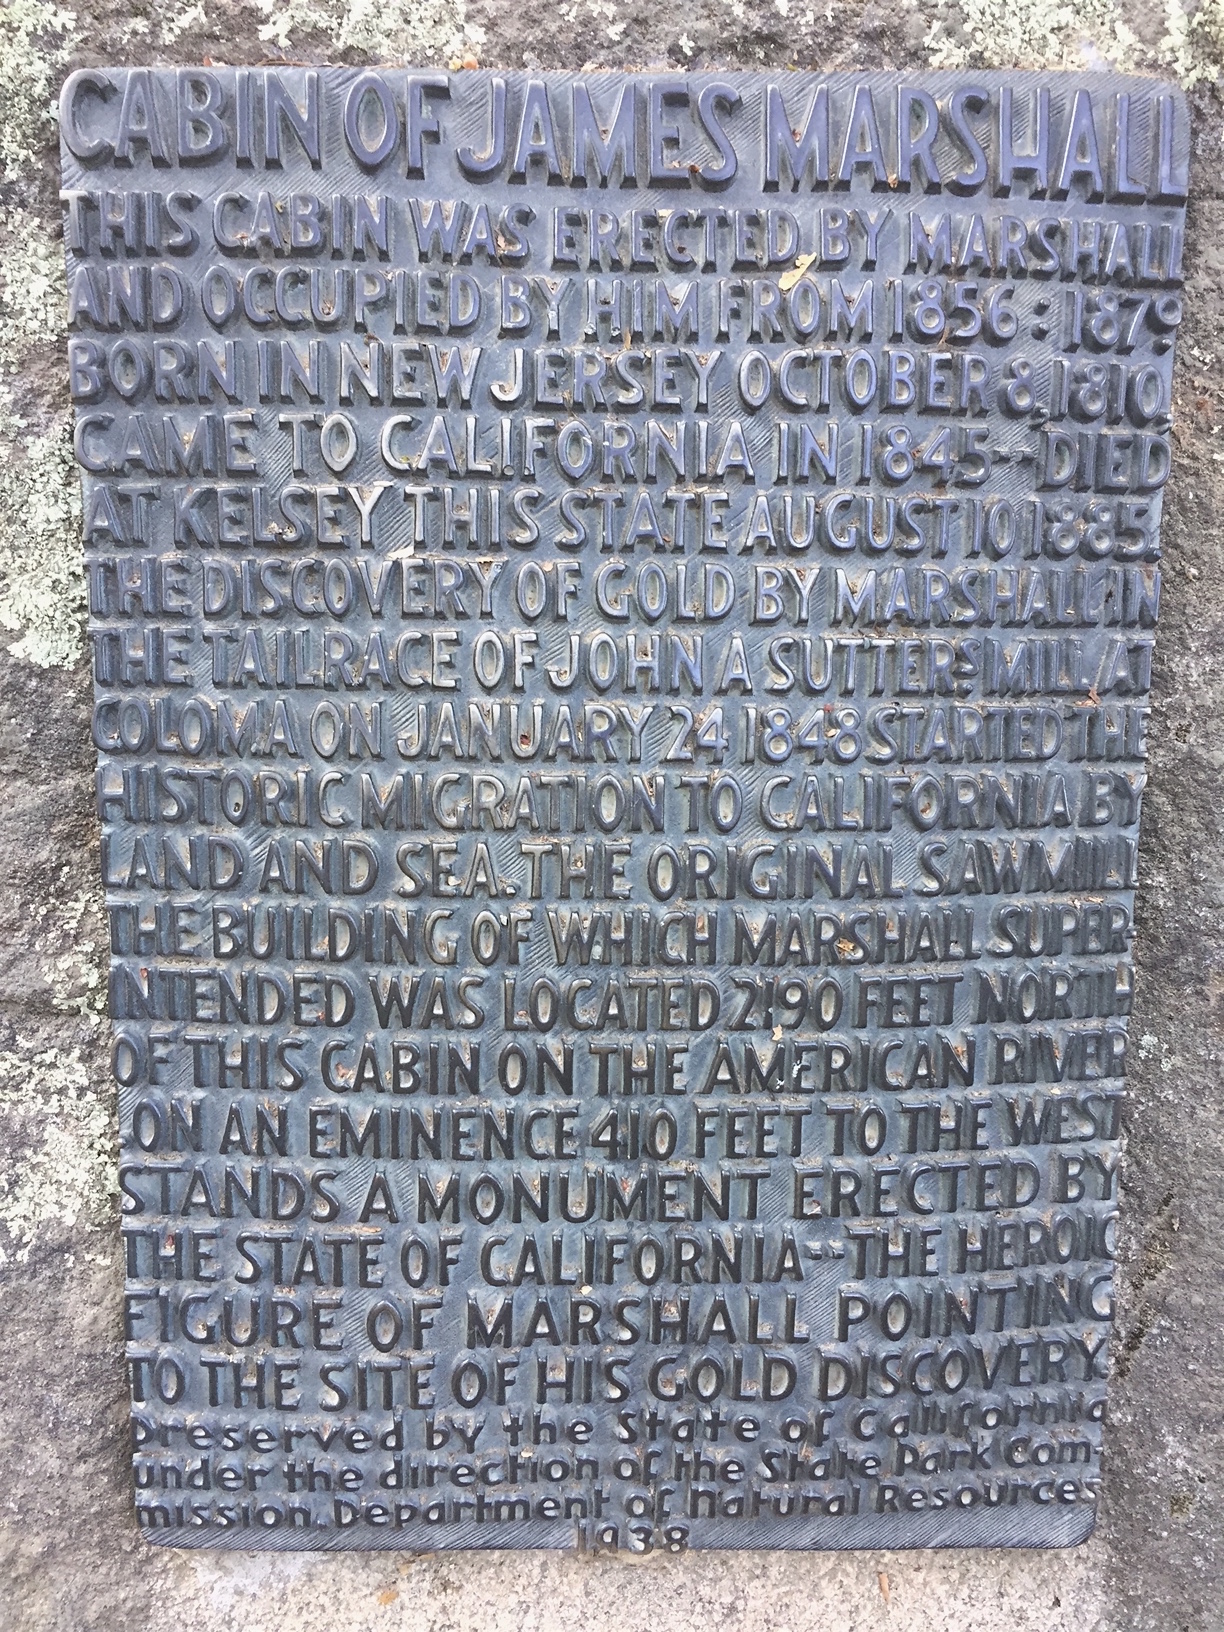 CABIN OF JAMES MARSHALL
THIS CABIN WAS ERECTED BY MARSHALL
AND OCCUPIED BY HIM FROM 1856 : 1879.
BORN IN NEW JERSEY OCTOBER 8, 1810.
CAME TO CALIFORNIA IN 1845 -- DIED
AT KELSEY THIS STATE AUGUST 10 1885.
THE DISCOVERY OF GOLD BY MARSHALL IN
THE TAILRACE OF JOHN A SUTTER'S MILL AT
COLOMA ON JANUARY 24 1848 STARTED THE
HISTORIC MIGRATION TO CALIFORNIA BY
LAND AND SEA. THE ORIGINAL SAWMILL
THE BUILDING OF WHICH MARSHALL SUPER-
INTENDED WAS LOCATED 2190 FEET NORTH
OF THIS CABIN ON THE AMERICAN RIVER
ON AN EMINENCE 410 FEET TO THE WEST
STANDS A MONUMENT ERECTED BY
THE STATE OF CALIFORNIA -- THE HEROIC
FIGURE OF MARSHALL POINTING
TO THE SITE OF HIS GOLD DISCOVERY.
Preserved by the State of California
under the direction of the State Park Com-
mission, Department of Natural Resources
1938